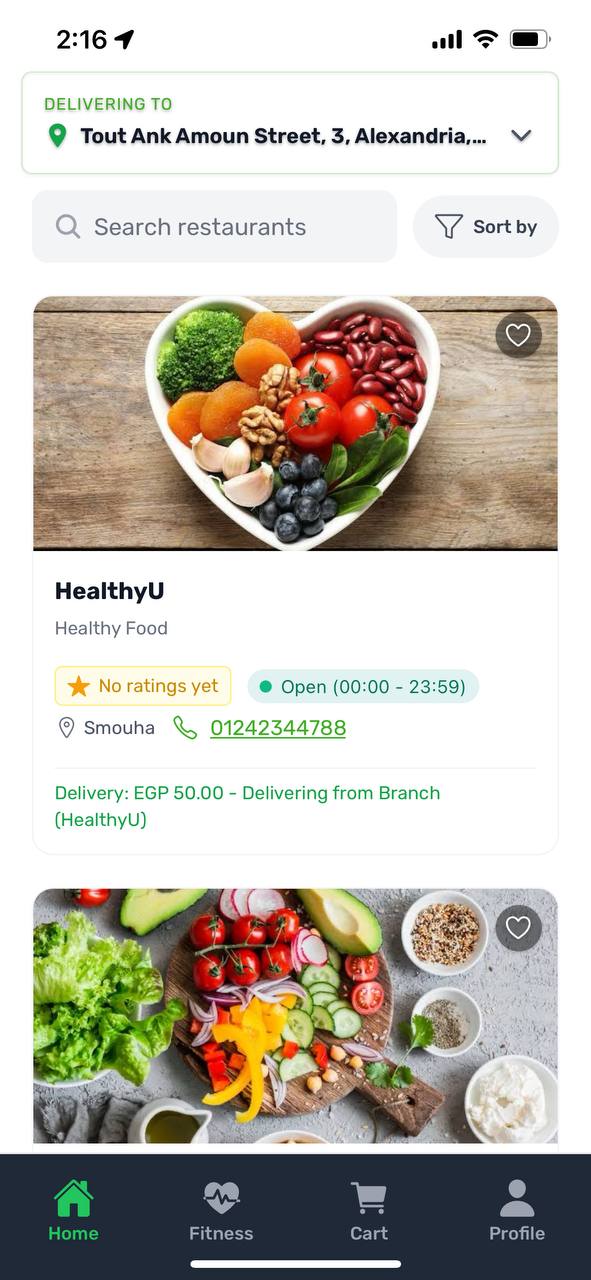 2:16
DELIVERING TO
Tout Ank Amoun Street, 3, Alexandria,...
Search restaurants
Sort by
HealthyU
Healthy Food
No ratings yet
Open (00:00 - 23:59)
Smouha
01242344788
Delivery: EGP 50.00 - Delivering from Branch
(HealthyU)
Home
Fitness
Cart
Profile